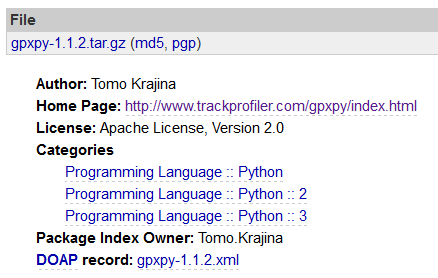 File
gpxpy-1.1.2.tar.gz (md5, pgp)
Author: Tomo Krajina
Home Page: http://www.trackprofiler.com/gpxpy/index.html
License: Apache License, Version 2.0
Categories
Programming Language :: Python
Programming Language :: Python :: 2
Programming Language :: Python :: 3
Package Index Owner: Tomo.Krajina
DOAP record: gpxpy-1.1.2.xml